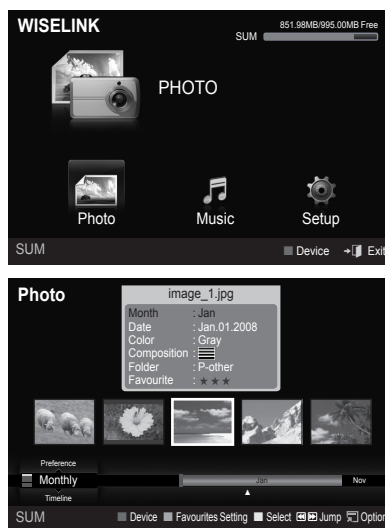 WISELINK
851.98MB/995.00MB Free
SUM
PHOTO
Photo
Music
Setup
SUM
Device
Exit
Photo
image_1.jpg
Month : Jan
Date : Jan.01.2008
Color : Gray
Composition :
Folder : P-other
Favourite : ★ ★ ★
Preference
Monthly
Timeline
Jan
Nov
SUM
Device
Favourites Setting
Select
Jump
Option